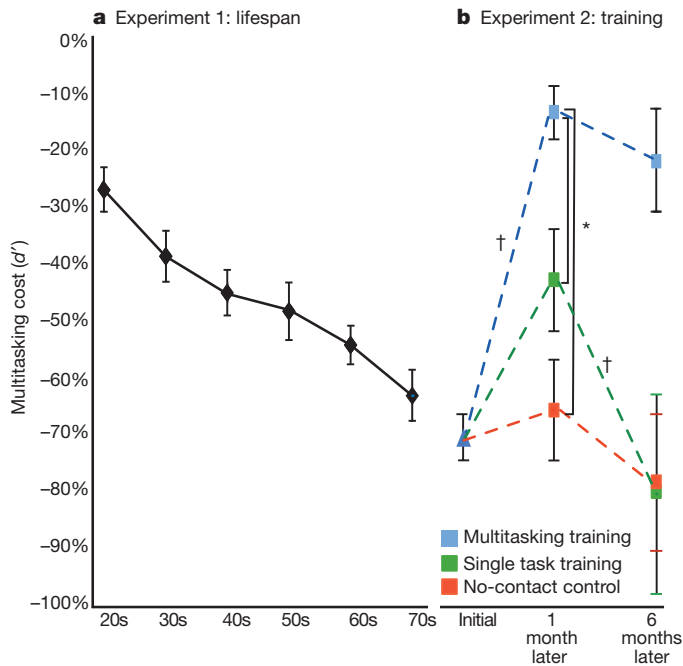 a Experiment 1: lifespan
b Experiment 2: training
Multitasking cost (d′)
0%
–10%
–20%
–30%
–40%
–50%
–60%
–70%
–80%
–90%
–100%
20s 30s 40s 50s 60s 70s
†
*
†
Multitasking training
Single task training
No-contact control
Initial
1
month
later
6
months
later